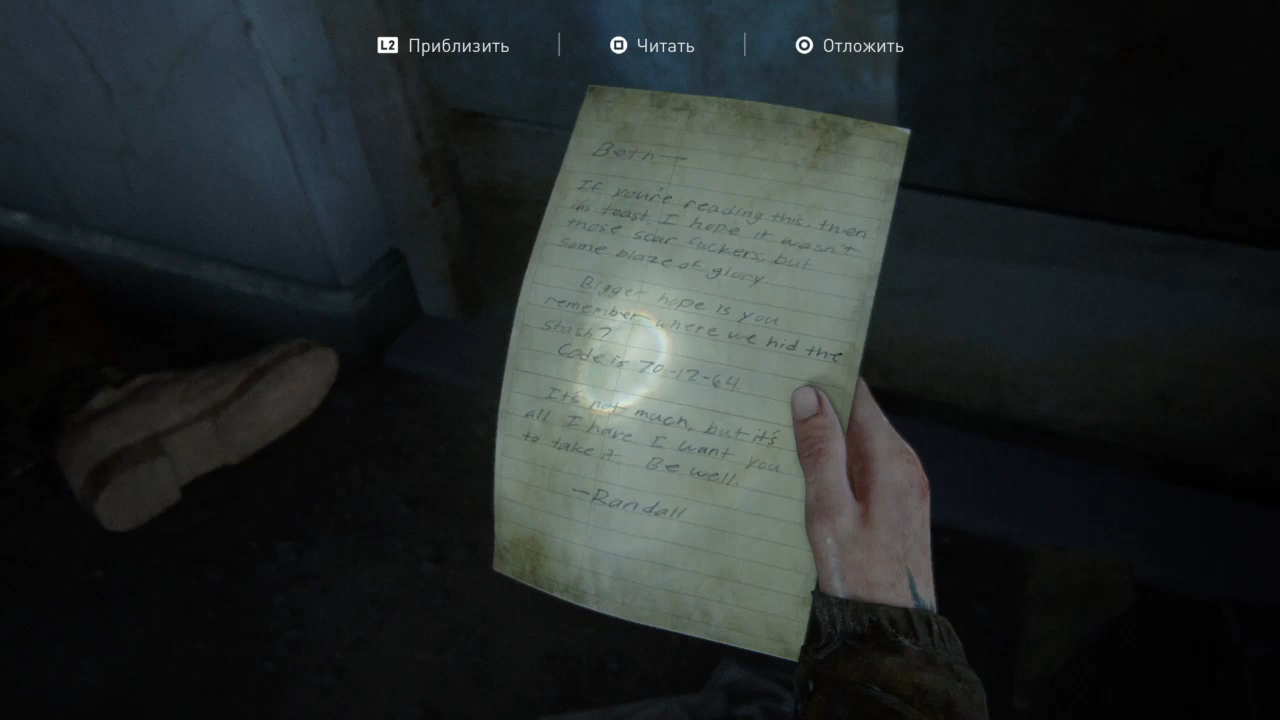 L2 Приблизить
Читать
Отложить
Beth—
If you're reading this, then
i'm toast. I hope it wasn't
those scar fuckers, but
some blaze of glory
Bigger hope is you
remember where we hid the
stash?
Code is 70-12-64.
It's not much, but it's
all I have I want you
to take it Be well.
—Randall